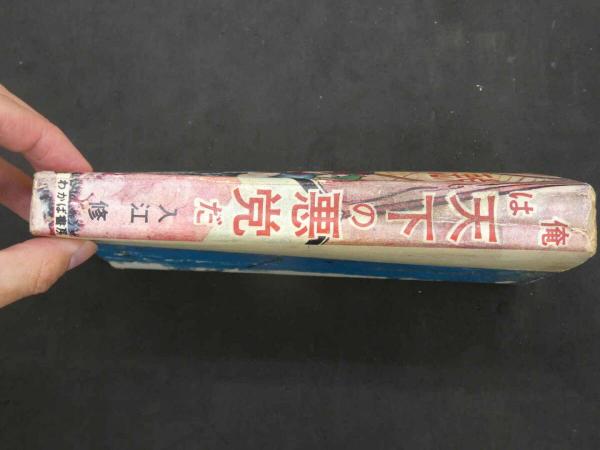 俺は天下の悪党だ
入江修
わかば書房